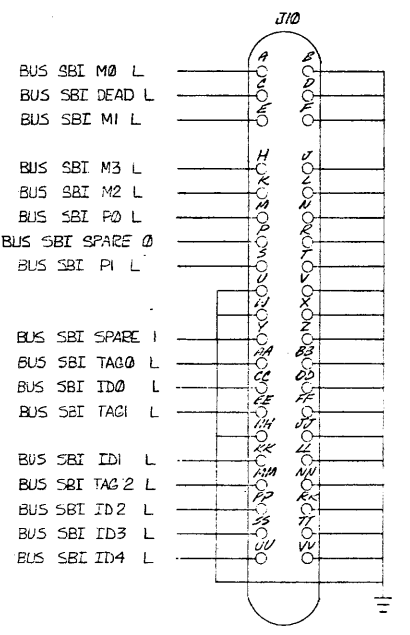 J10
A B
BUS SBI M0 L
C D
BUS SBI DEAD L
E F
BUS SBI M1 L
H J
BUS SBI M3 L
K L
BUS SBI M2 L
M N
BUS SBI P0 L
P R
BUS SBI SPARE 0
S T
BUS SBI P1 L
U V
W X
Y Z
BUS SBI SPARE 1
AA BB
BUS SBI TAG0 L
CC DD
BUS SBI ID0 L
EE FF
BUS SBI TAG1 L
HH JJ
KK LL
BUS SBI ID1 L
MM NN
BUS SBI TAG 2 L
PP RR
BUS SBI ID2 L
SS TT
BUS SBI ID3 L
UU VV
BUS SBI ID4 L